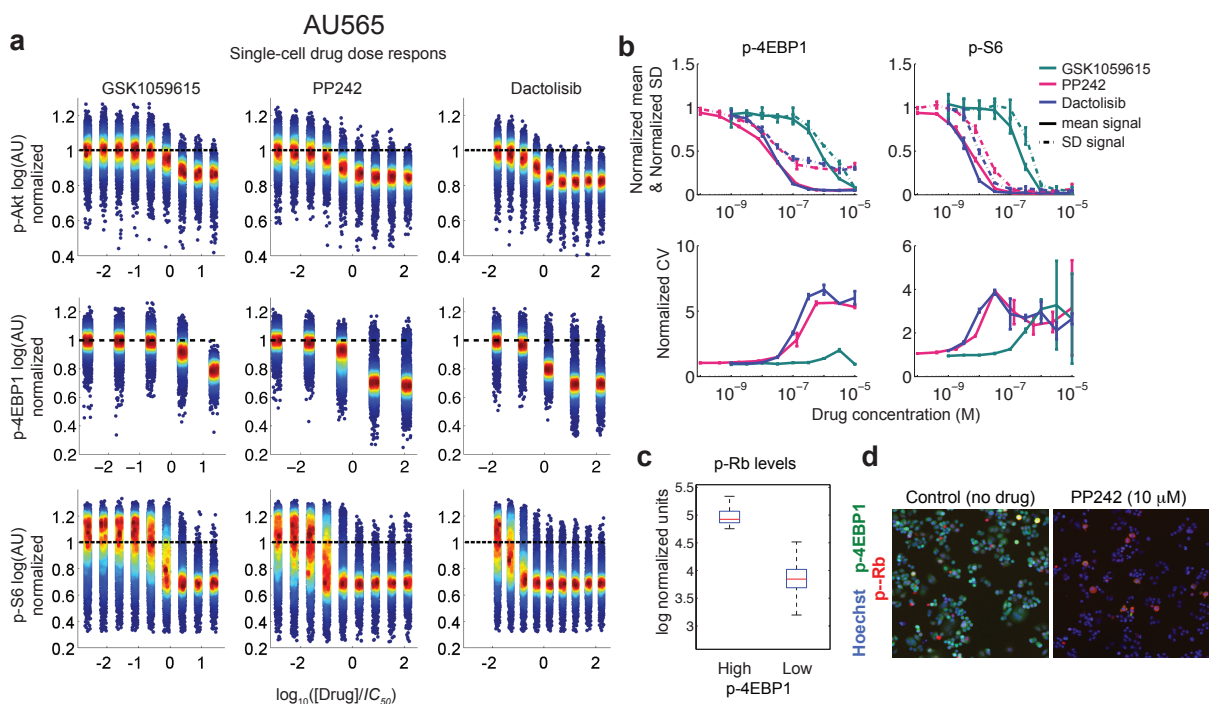 AU565
a
Single-cell drug dose respons
GSK1059615
PP242
Dactolisib
p-Akt log(AU)
normalized
1.2
1
0.8
0.6
0.4
-2
-1
0
1
-2
-1
0
1
2
-2
0
2
p-4EBP1 log(AU)
normalized
1.2
1
0.8
0.6
0.4
0.2
-2
-1
0
1
-2
-1
0
1
2
-2
0
2
p-S6 log(AU)
normalized
1.2
1
0.8
0.6
0.4
0.2
-2
-1
0
1
-2
-1
0
1
2
-2
0
2
log10([Drug]/IC50)
b
p-4EBP1
p-S6
Normalized mean
& Normalized SD
1.5
1
0.5
0
10−9
10−7
10−5
1.5
1
0.5
0
10−9
10−7
10−5
GSK1059615
PP242
Dactolisib
mean signal
SD signal
Normalized CV
10
5
0
10−9
10−7
10−5
6
4
2
0
10−9
10−7
10−5
Drug concentration (M)
c
p-Rb levels
log normalized units
5.5
5
4.5
4
3.5
3
High
Low
p-4EBP1
d
Control (no drug)
PP242 (10 μM)
Hoechst p-4EBP1
p--Rb